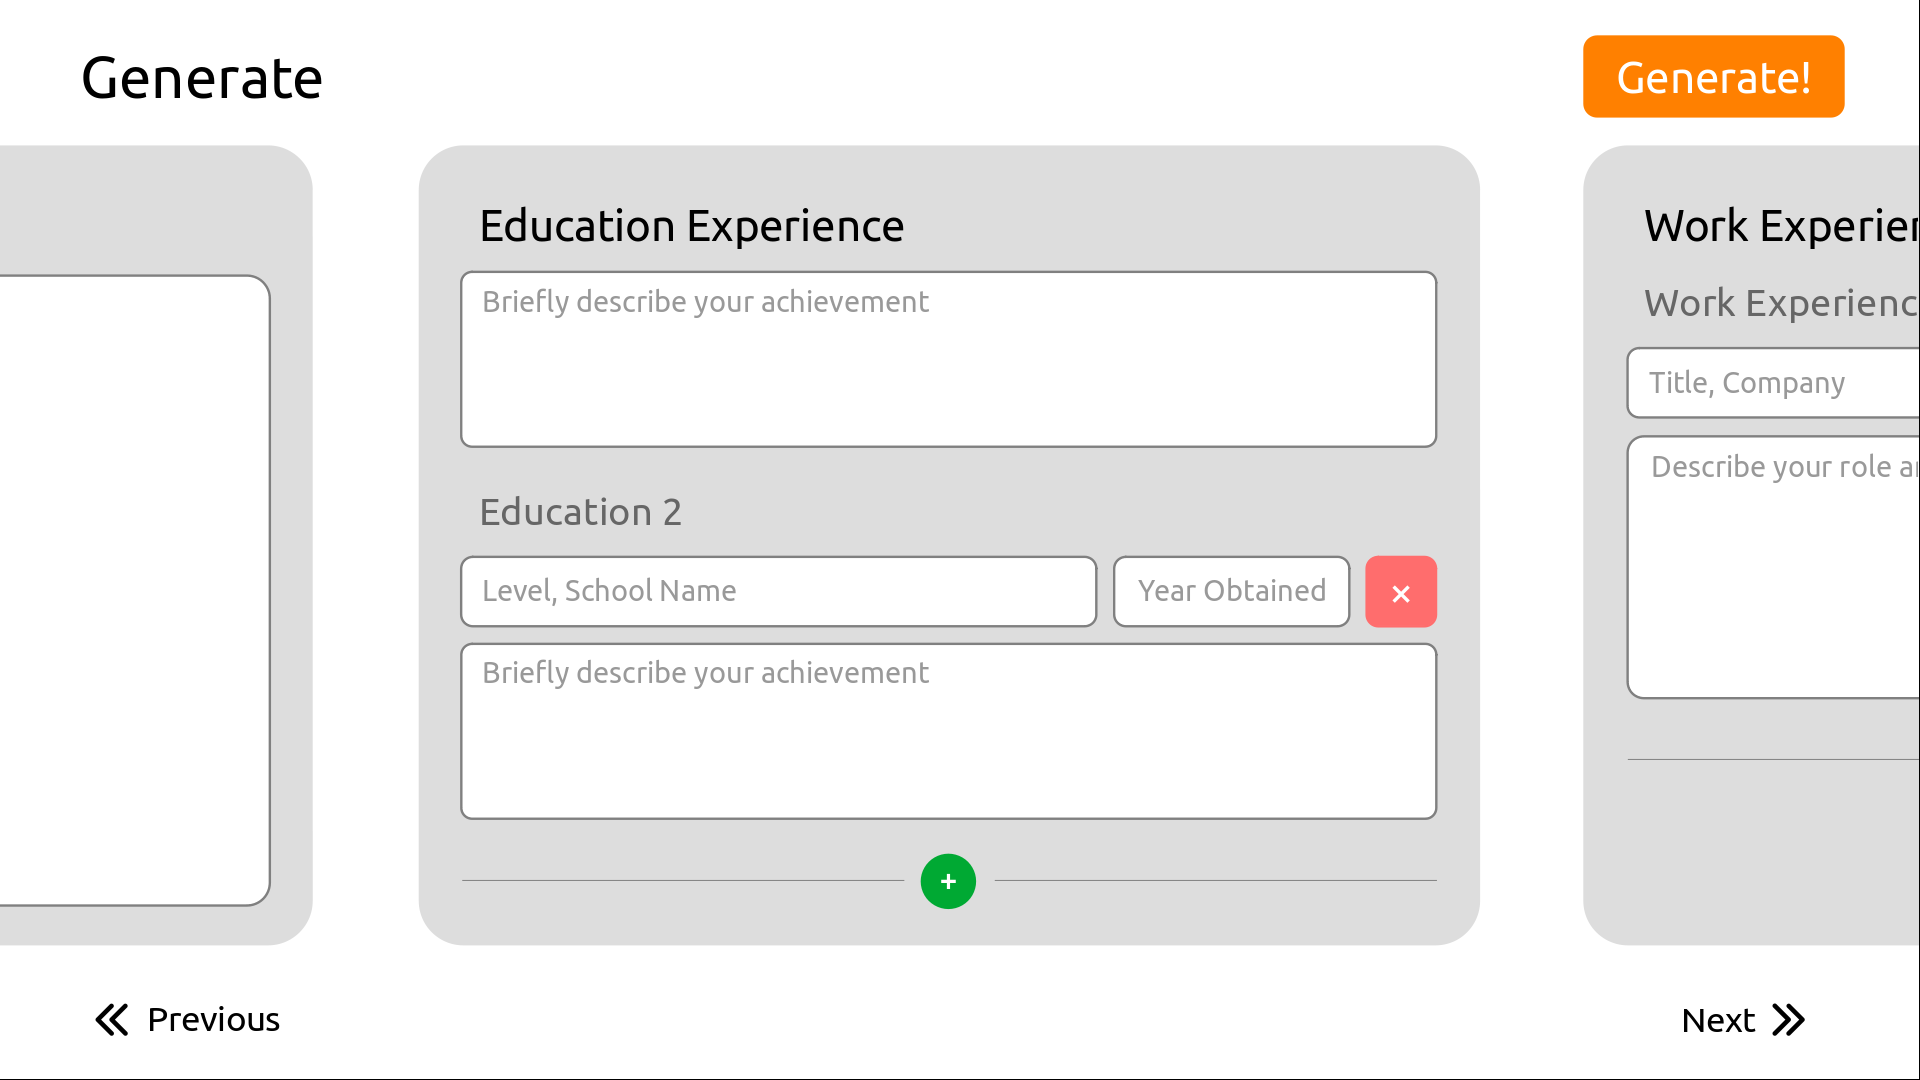 Generate
Generate!
Education Experience
Briefly describe your achievement
Education 2
Level, School Name
Year Obtained
×
Briefly describe your achievement
+
Work Experien
Work Experienc
Title, Company
Describe your role a
Previous
Next